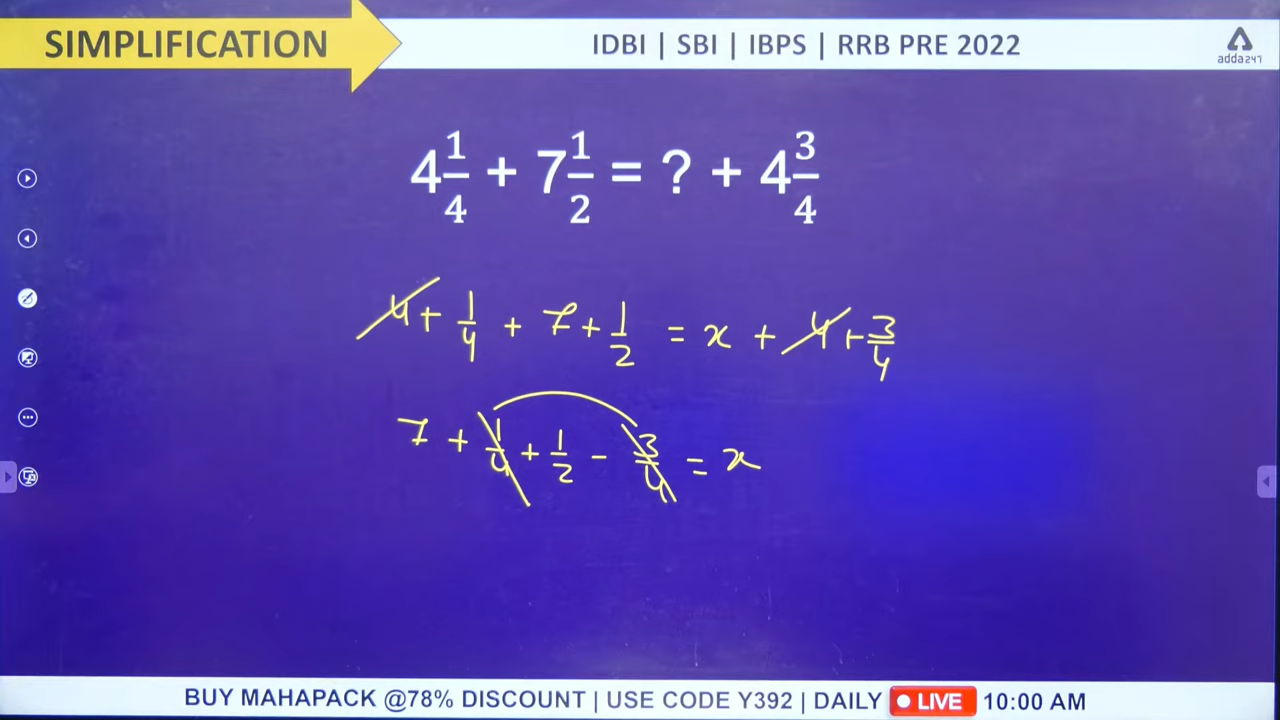 SIMPLIFICATION
IDBI | SBI | IBPS | RRB PRE 2022
adda247
4 1/4 + 7 1/2 = ? + 4 3/4
4 + 1/4 + 7 + 1/2 = x + 4 + 3/4
7 + 1/4 + 1/2 - 3/4 = x
BUY MAHAPACK @78% DISCOUNT | USE CODE Y392 | DAILY LIVE 10:00 AM